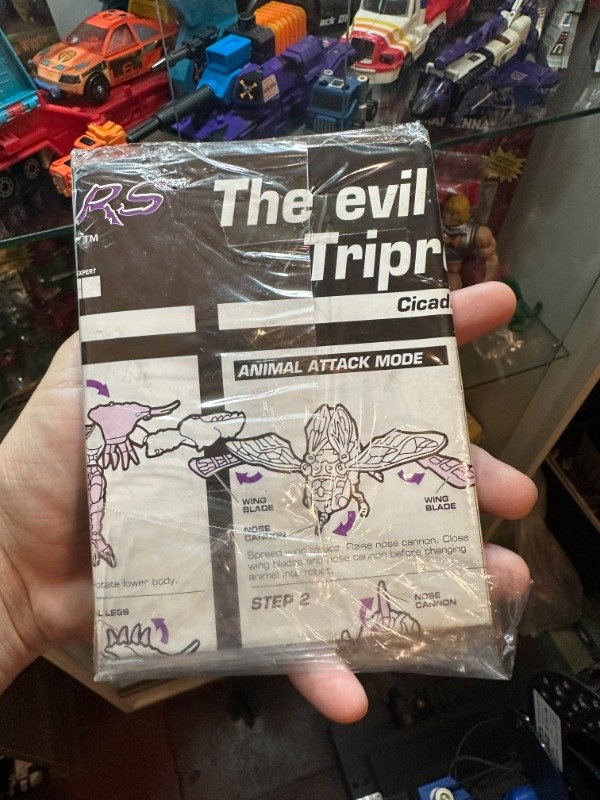 RS
TM
The evil
Tripr
Cicad
EXPERT
ANIMAL ATTACK MODE
WING
BLADE
WING
BLADE
NOSE
CANNON
Spread wing blades. Raise nose cannon. Close
wing blades and nose cannon before changing
animal into robot.
otate lower body.
L LEGS
STEP 2
NOSE
CANNON
ENNA